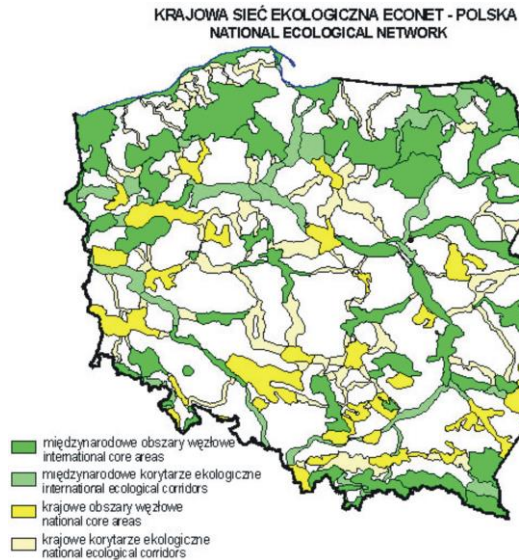 KRAJOWA SIEĆ EKOLOGICZNA ECONET - POLSKA
NATIONAL ECOLOGICAL NETWORK
międzynarodowe obszary węzłowe
international core areas
międzynarodowe korytarze ekologiczne
international ecological corridors
krajowe obszary węzłowe
national core areas
krajowe korytarze ekologiczne
national ecological corridors